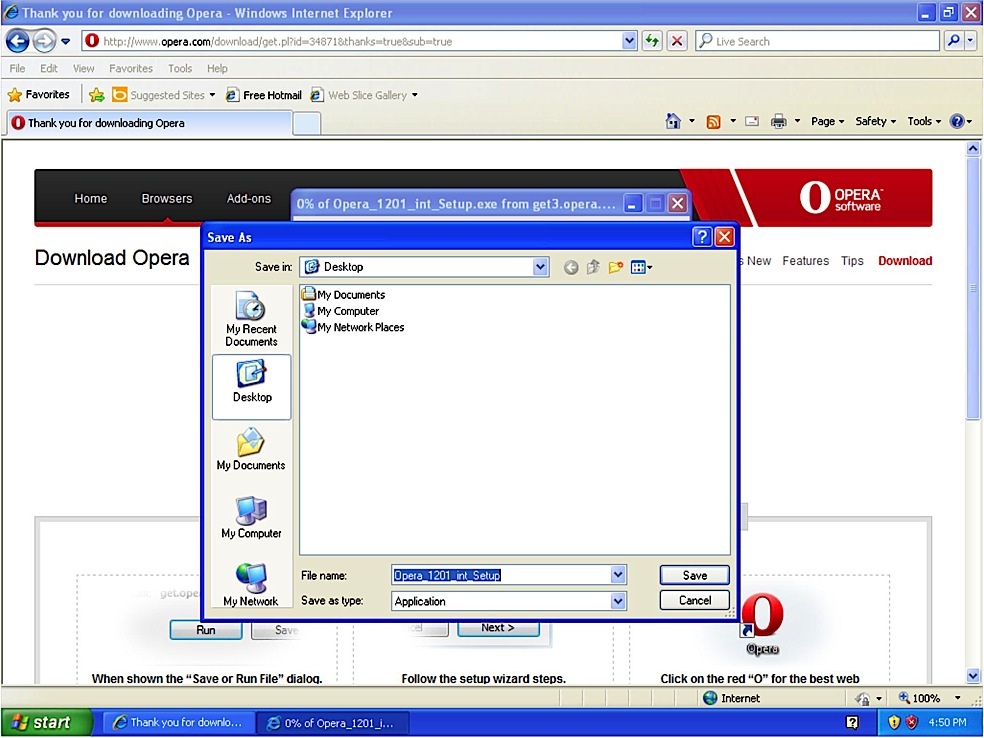 Thank you for downloading Opera - Windows Internet Explorer
http://www.opera.com/download/get.pl?id=34871&thanks=true&sub=true
Live Search
File Edit View Favorites Tools Help
Favorites Suggested Sites Free Hotmail Web Slice Gallery
Thank you for downloading Opera
Page Safety Tools
Home Browsers Add-ons
OPERA
software
0% of Opera_1201_int_Setup.exe from get3.opera....
Download Opera
s New Features Tips Download
Save As
Save in: Desktop
My Recent
Documents
Desktop
My Documents
My Computer
My Network
My Documents
My Computer
My Network Places
File name: Opera_1201_int_Setup Save
Save as type: Application Cancel
get.oper
Run Save
cel Next >
Opera
When shown the “Save or Run File” dialog,
Follow the setup wizard steps.
Click on the red “O” for the best web
Internet 100%
start Thank you for downlo... 0% of Opera_1201_i... 4:50 PM